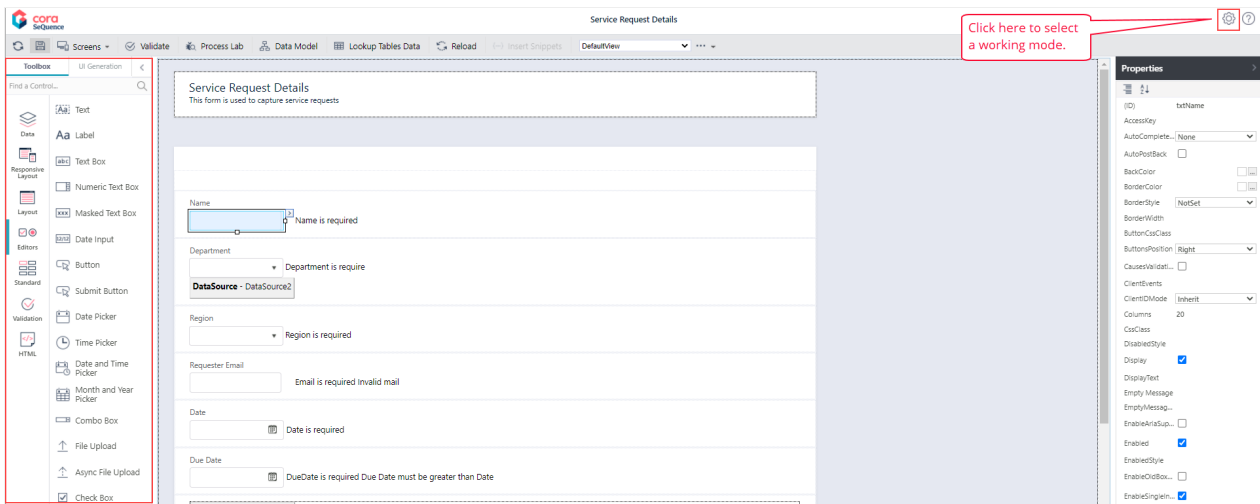 cora
SeQuence
Service Request Details
Click here to select
a working mode.
Screens
Validate
Process Lab
Data Model
Lookup Tables Data
Reload
Insert Snippets
DefaultView
Toolbox
UI Generation
Find a Control...
Data
Responsive
Layout
Layout
Editors
Standard
Validation
HTML
Aa Text
Aa Label
abc Text Box
Numeric Text Box
xxx Masked Text Box
12/12 Date Input
Button
Submit Button
Date Picker
Time Picker
Date and Time
Picker
Month and Year
Picker
Combo Box
File Upload
Async File Upload
Check Box
Service Request Details
This form is used to capture service requests
Name
Name is required
Department
Department is require
DataSource - DataSource2
Region
Region is required
Requester Email
Email is required Invalid mail
Date
Date is required
Due Date
DueDate is required Due Date must be greater than Date
Properties
(ID) txtName
AccessKey
AutoComplete... None
AutoPostBack
BackColor
BorderColor
BorderStyle NotSet
BorderWidth
ButtonCssClass
ButtonsPosition Right
CausesValidati...
ClientEvents
ClientIDMode Inherit
Columns 20
CssClass
DisabledStyle
Display
DisplayText
Empty Message
EmptyMessag...
EnableAriaSup...
Enabled
EnabledStyle
EnableOldBox...
EnableSingleIn...